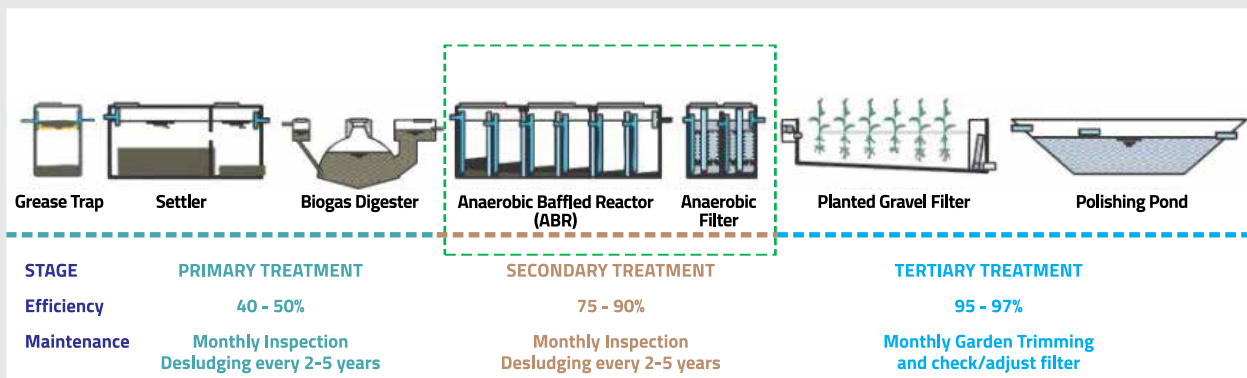 Grease Trap
Settler
Biogas Digester
Anaerobic Baffled Reactor
(ABR)
Anaerobic
Filter
Planted Gravel Filter
Polishing Pond
STAGE
PRIMARY TREATMENT
SECONDARY TREATMENT
TERTIARY TREATMENT
Efficiency
40 - 50%
75 - 90%
95 - 97%
Maintenance
Monthly Inspection
Desludging every 2-5 years
Monthly Inspection
Desludging every 2-5 years
Monthly Garden Trimming
and check/adjust filter